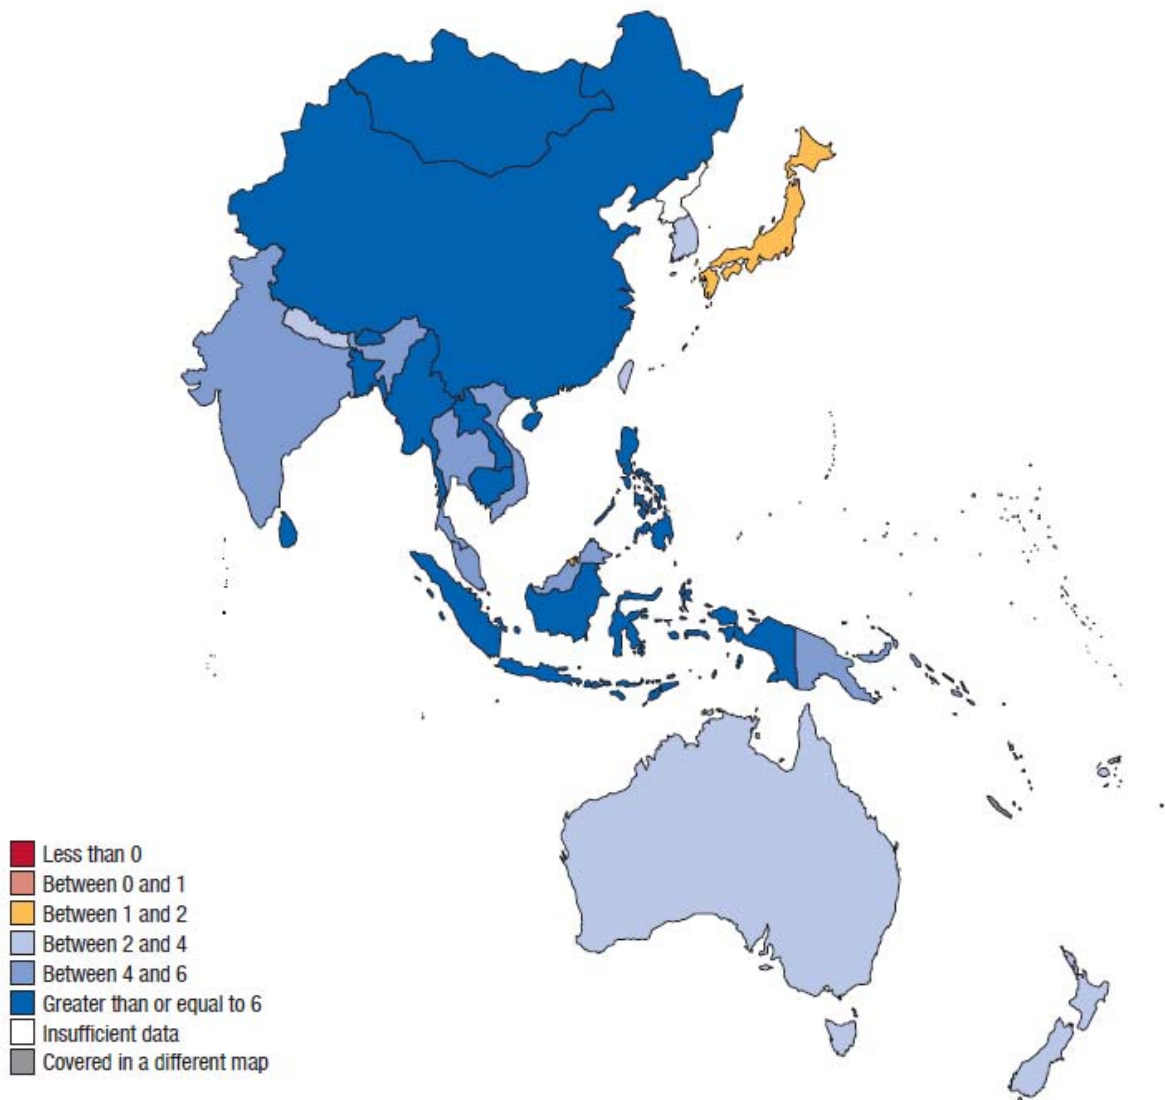 Less than 0
Between 0 and 1
Between 1 and 2
Between 2 and 4
Between 4 and 6
Greater than or equal to 6
Insufficient data
Covered in a different map